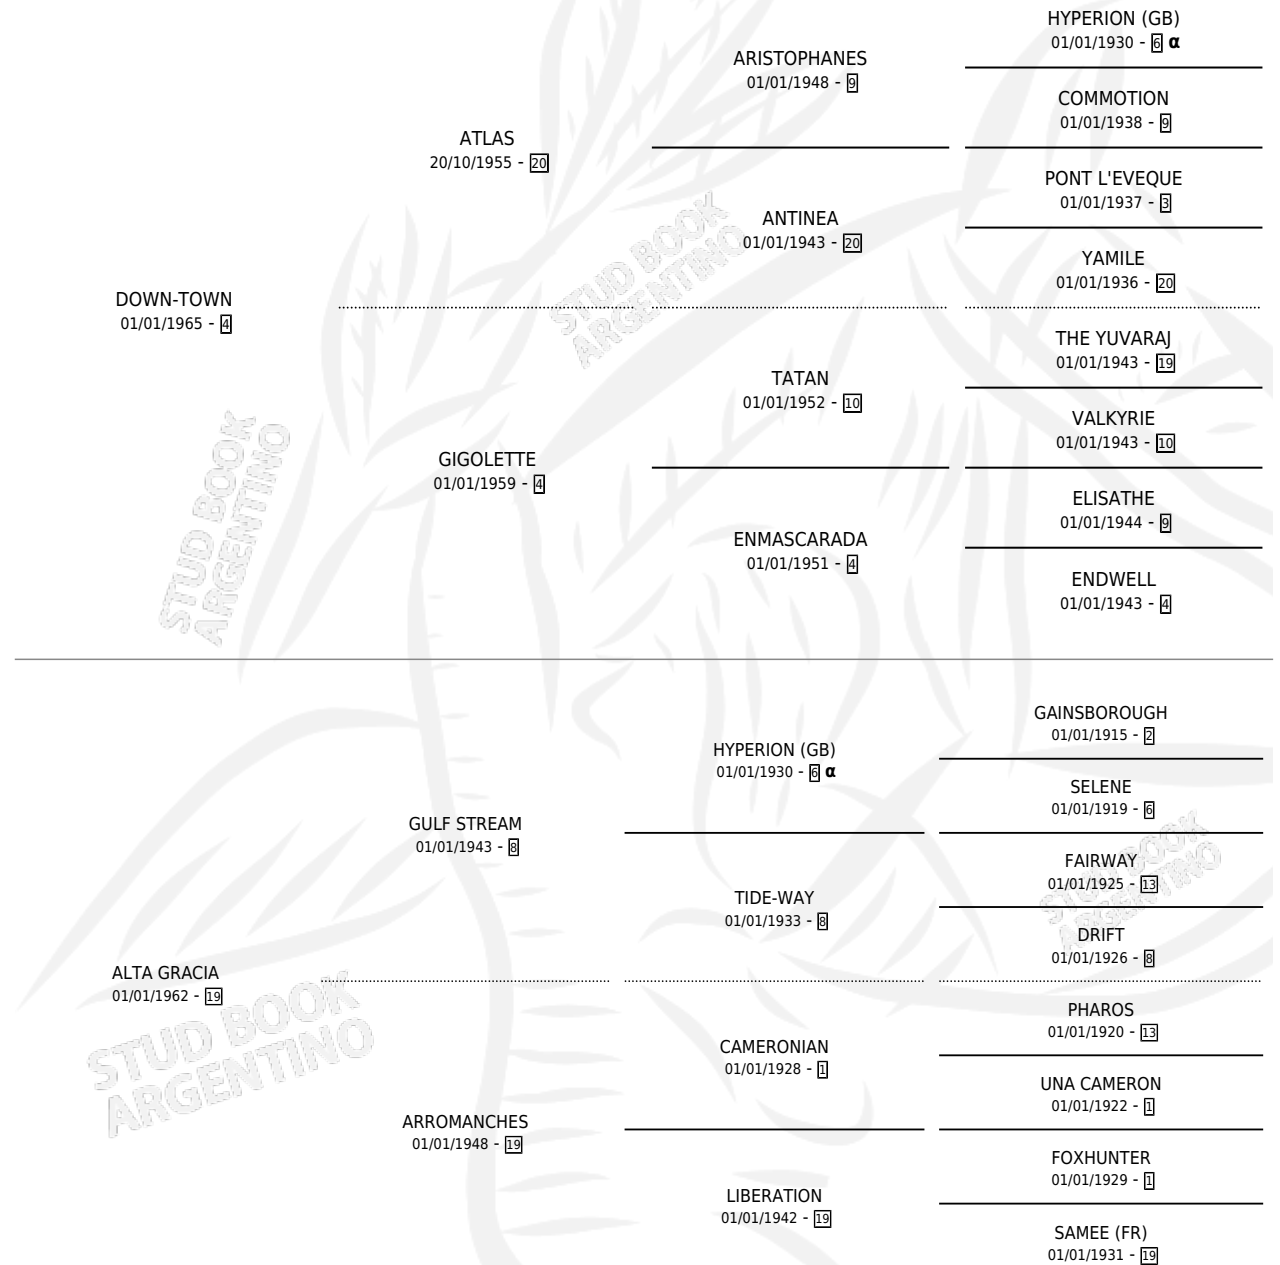 HYPERION (GB)
01/01/1930 - 6 α
ARISTOPHANES
01/01/1948 - 9
COMMOTION
01/01/1938 - 9
ATLAS
20/10/1955 - 20
PONT L'EVEQUE
01/01/1937 - 3
ANTINEA
01/01/1943 - 20
YAMILE
01/01/1936 - 20
STUD BOOK
ARGENTINO
DOWN-TOWN
01/01/1965 - 4
THE YUVARAJ
01/01/1943 - 19
TATAN
01/01/1952 - 10
VALKYRIE
01/01/1943 - 10
GIGOLETTE
01/01/1959 - 4
ELISATHE
01/01/1944 - 9
ENMASCARADA
01/01/1951 - 4
ENDWELL
01/01/1943 - 4
STUD BOOK
ARGENTINO
GAINSBOROUGH
01/01/1915 - 2
HYPERION (GB)
01/01/1930 - 6 α
SELENE
01/01/1919 - 6
GULF STREAM
01/01/1943 - 8
FAIRWAY
01/01/1925 - 13
TIDE-WAY
01/01/1933 - 8
DRIFT
01/01/1926 - 8
STUD BOOK
ARGENTINO
ALTA GRACIA
01/01/1962 - 19
PHAROS
01/01/1920 - 13
CAMERONIAN
01/01/1928 - 1
UNA CAMERON
01/01/1922 - 1
STUD BOOK
ARGENTINO
ARROMANCHES
01/01/1948 - 19
FOXHUNTER
01/01/1929 - 1
LIBERATION
01/01/1942 - 19
SAMEE (FR)
01/01/1931 - 19